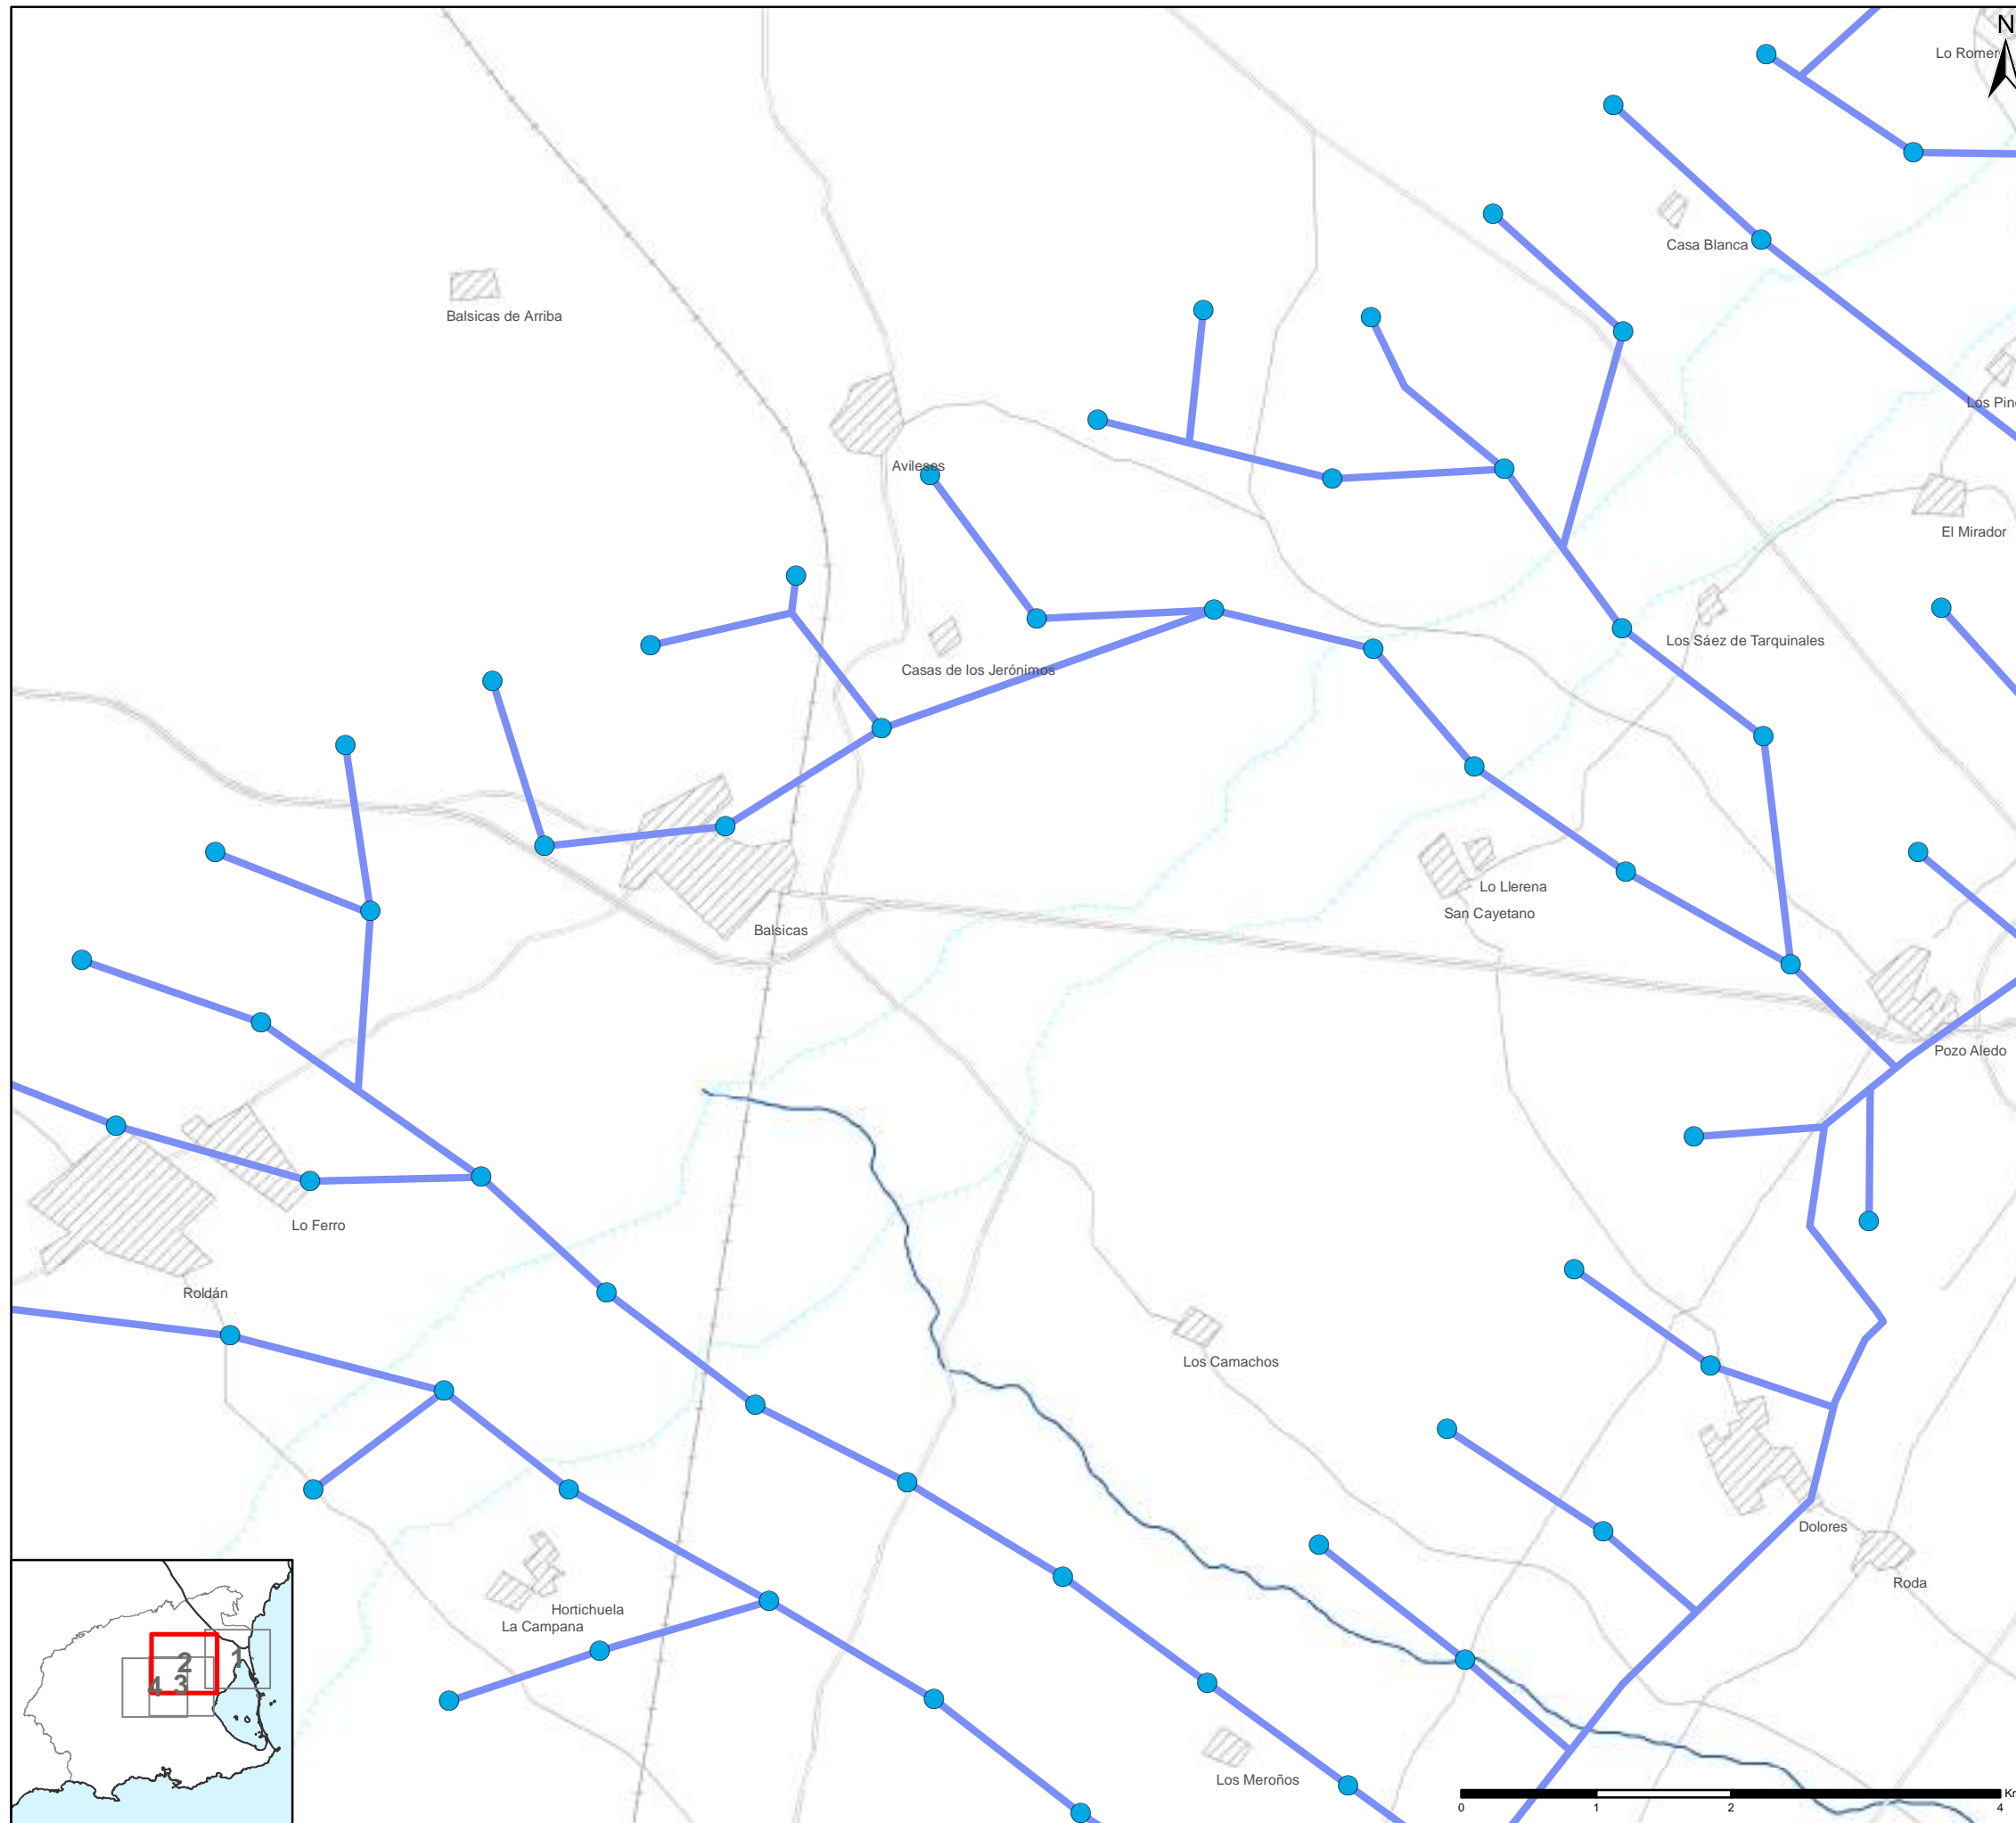 N
Lo Romer
Casa Blanca
Balsicas de Arriba
Los Pin
Avileses
El Mirador
Los Sáez de Tarquinales
Casas de los Jerónimos
Lo Llerena
San Cayetano
Balsicas
Pozo Aledo
Lo Ferro
Roldán
Los Camachos
Dolores
Roda
Hortichuela
La Campana
1
2
3
4
Los Meroños
Km
0 1 2 4